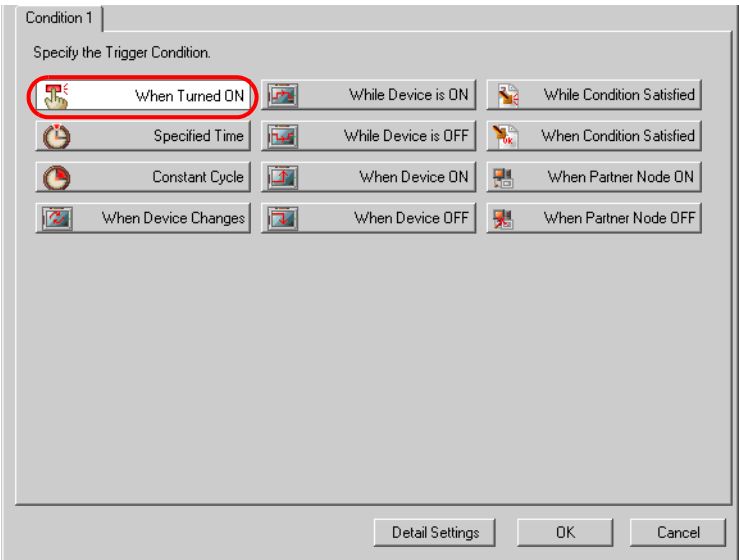 Condition 1
Specify the Trigger Condition.
When Turned ON While Device is ON While Condition Satisfied
Specified Time While Device is OFF When Condition Satisfied
Constant Cycle When Device ON When Partner Node ON
When Device Changes When Device OFF When Partner Node OFF
Detail Settings OK Cancel